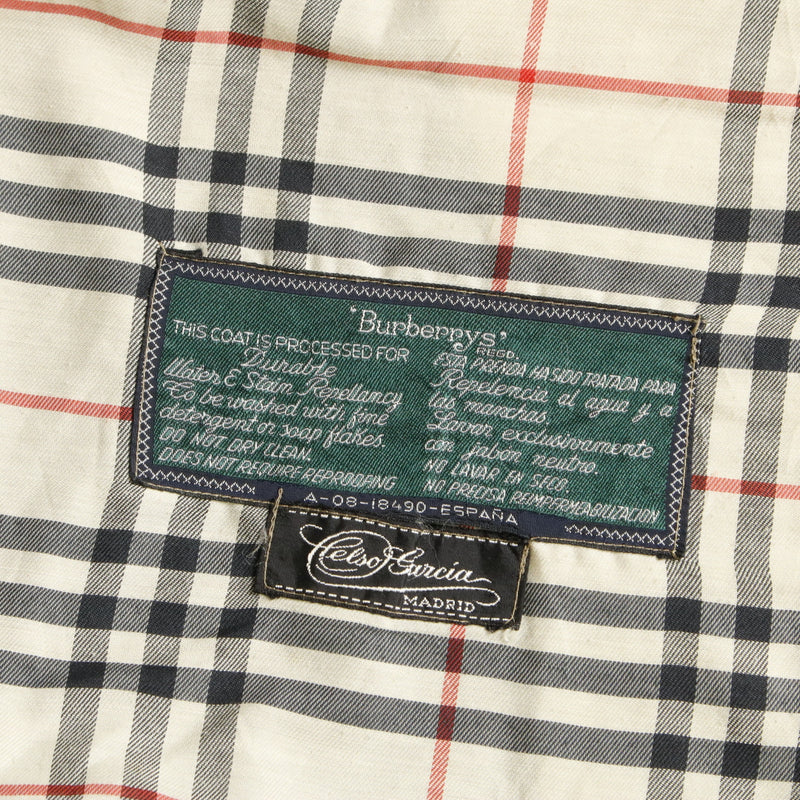 'Burberrys'
REGD.
THIS COAT IS PROCESSED FOR
Durable
Water & Stain Repellancy
To be washed with fine
detergent or soap flakes.
DO NOT DRY CLEAN.
DOES NOT REQUIRE REPROOFING
ESTA PRENDA HA SIDO TRATADA PARA
Repelencia al agua y a
las manchas.
Lavar exclusivamente
con jabón neutro.
NO LAVAR EN SECO.
NO PRECISA REIMPERMEABILIZACION
A-08-18490-ESPAÑA
Celso Garcia
MADRID